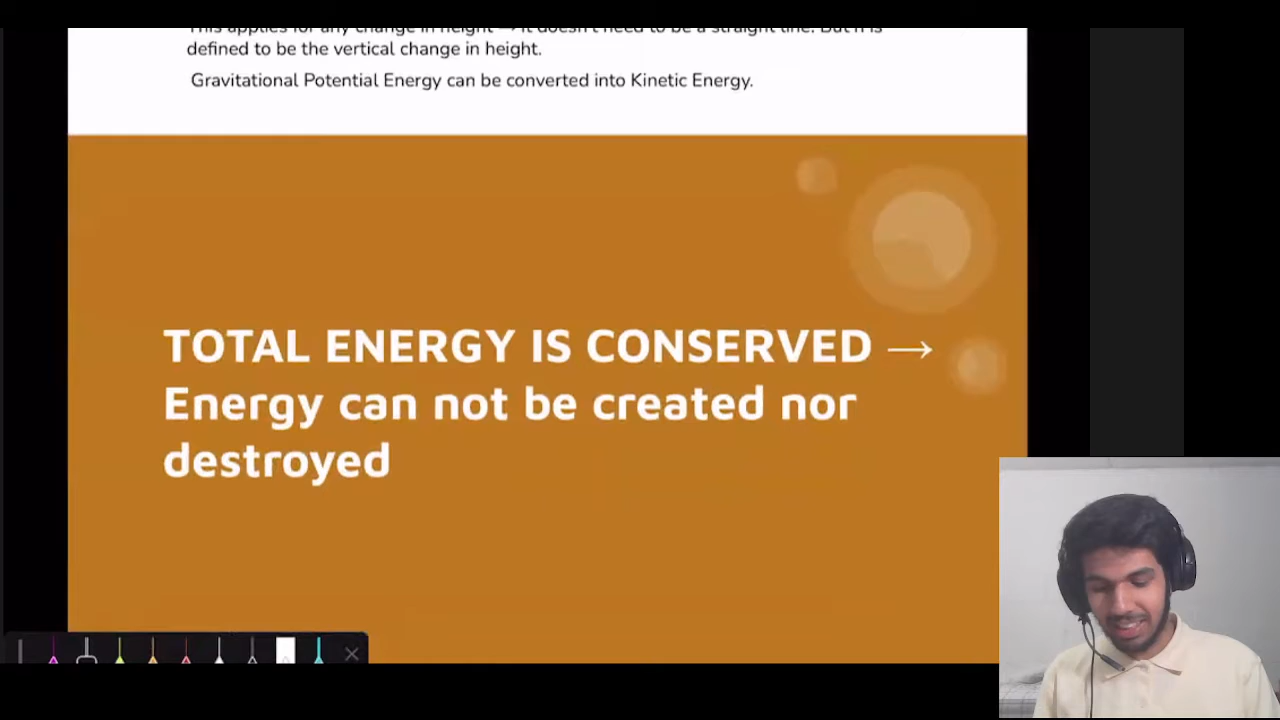 This applies for any change in height → it doesn't need to be a straight line. But h is
defined to be the vertical change in height.
Gravitational Potential Energy can be converted into Kinetic Energy.
TOTAL ENERGY IS CONSERVED →
Energy can not be created nor
destroyed